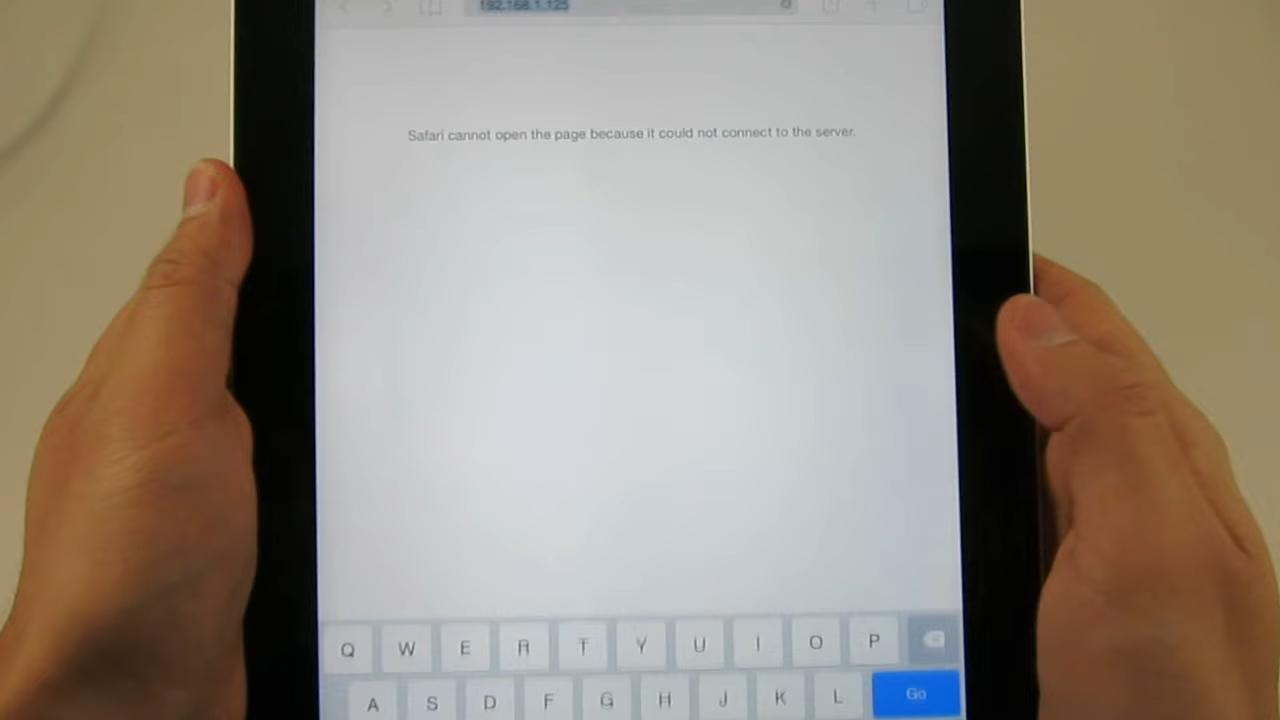 192.168.1.125
Safari cannot open the page because it could not connect to the server.
Q W E R T Y U I O P
A S D F G H J K L Go